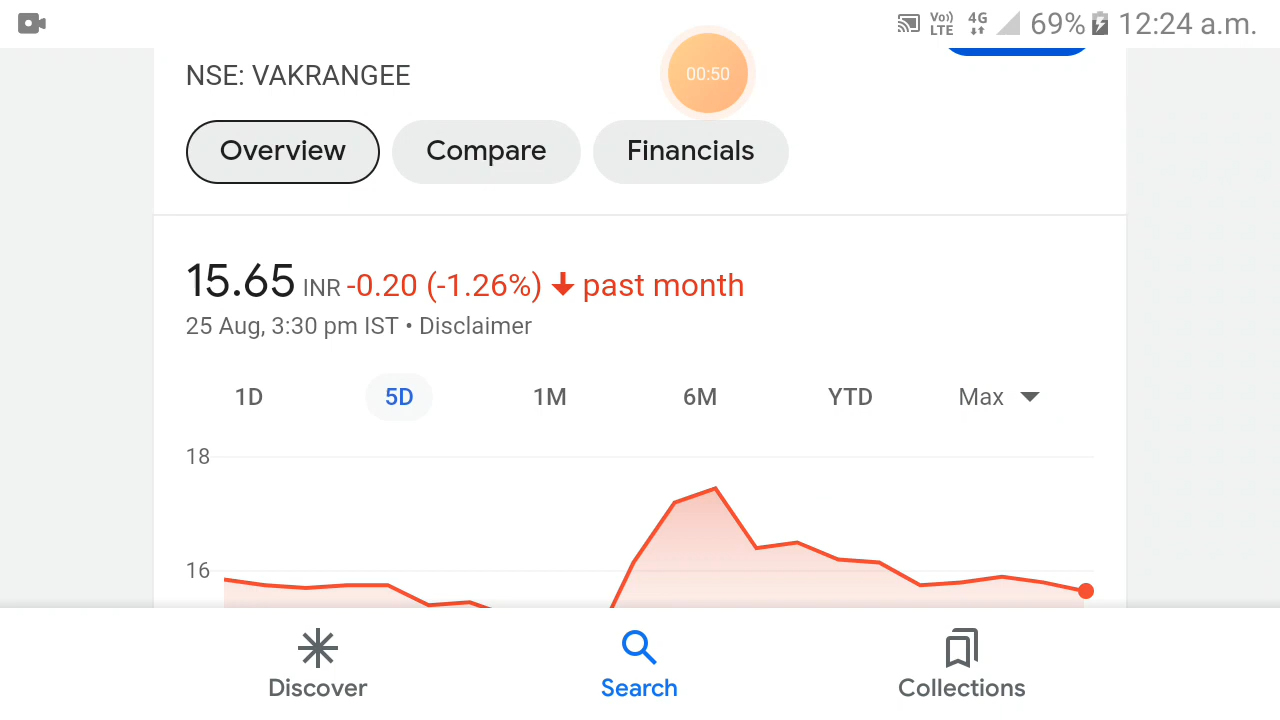 Vo) LTE 4G 69% 12:24 a.m.
NSE: VAKRANGEE
00:50
Overview Compare Financials
15.65 INR -0.20 (-1.26%) ↓ past month
25 Aug, 3:30 pm IST • Disclaimer
1D 5D 1M 6M YTD Max
18
16
Discover Search Collections